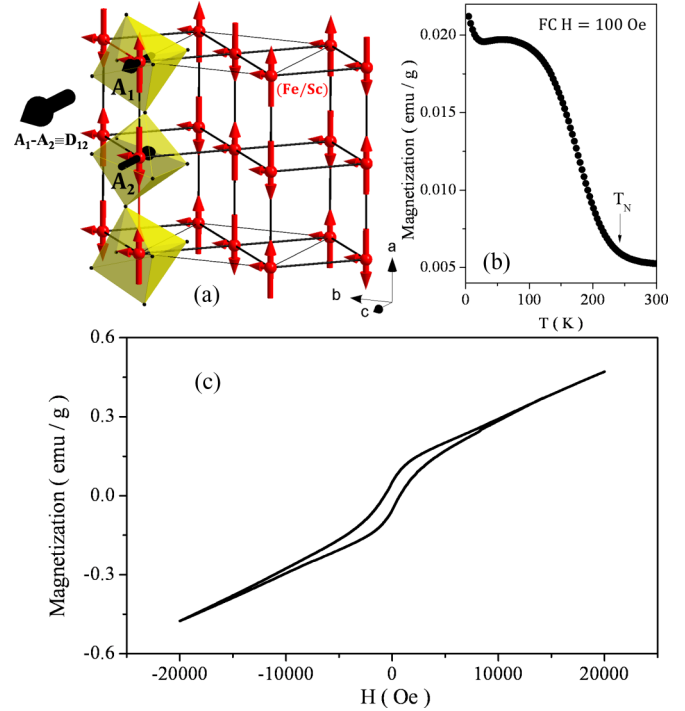 A₁
(Fe/Sc)
A₁-A₂≡D₁₂
A₂
a
b
c
(a)
FC H = 100 Oe
0.020
0.015
0.010
0.005
Magnetization ( emu / g )
T_N
(b)
0 100 200 300
T ( K )
(c)
0.6
0.3
0.0
-0.3
-0.6
Magnetization ( emu / g )
-20000 -10000 0 10000 20000
H ( Oe )